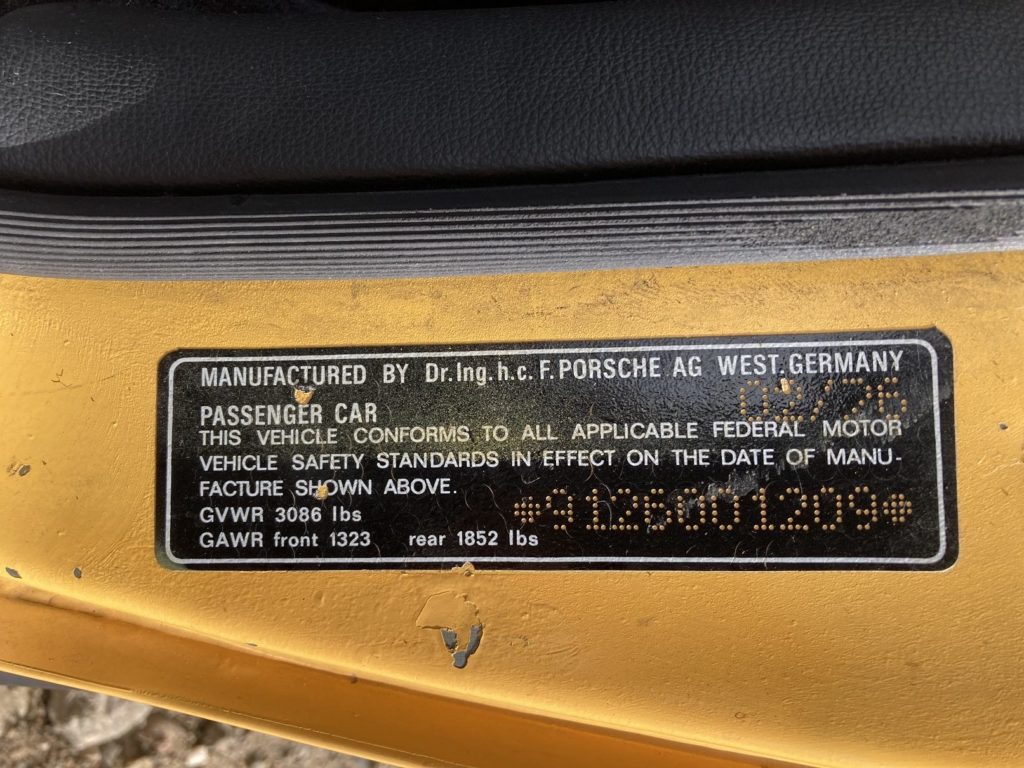 MANUFACTURED BY Dr.Ing.h.c. F.PORSCHE AG WEST.GERMANY
02/76
PASSENGER CAR
THIS VEHICLE CONFORMS TO ALL APPLICABLE FEDERAL MOTOR
VEHICLE SAFETY STANDARDS IN EFFECT ON THE DATE OF MANU-
FACTURE SHOWN ABOVE.
*9126001209*
GVWR 3086 lbs
GAWR front 1323 rear 1852 lbs